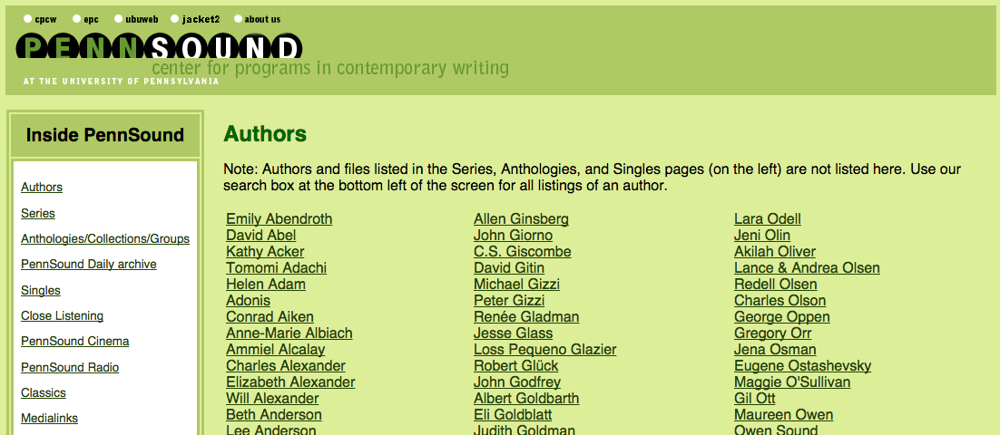 cpcw epc ubuweb jacket2 about us
PENNSOUND
center for programs in contemporary writing
AT THE UNIVERSITY OF PENNSYLVANIA
Inside PennSound
Authors
Series
Anthologies/Collections/Groups
PennSound Daily archive
Singles
Close Listening
PennSound Cinema
PennSound Radio
Classics
Medialinks
Authors
Note: Authors and files listed in the Series, Anthologies, and Singles pages (on the left) are not listed here. Use our
search box at the bottom left of the screen for all listings of an author.
Emily Abendroth
David Abel
Kathy Acker
Tomomi Adachi
Helen Adam
Adonis
Conrad Aiken
Anne-Marie Albiach
Ammiel Alcalay
Charles Alexander
Elizabeth Alexander
Will Alexander
Beth Anderson
Lee Anderson
Allen Ginsberg
John Giorno
C.S. Giscombe
David Gitin
Michael Gizzi
Peter Gizzi
Renée Gladman
Jesse Glass
Loss Pequeno Glazier
Robert Glück
John Godfrey
Albert Goldbarth
Eli Goldblatt
Judith Goldman
Lara Odell
Jeni Olin
Akilah Oliver
Lance & Andrea Olsen
Redell Olsen
Charles Olson
George Oppen
Gregory Orr
Jena Osman
Eugene Ostashevsky
Maggie O'Sullivan
Gil Ott
Maureen Owen
Owen Sound